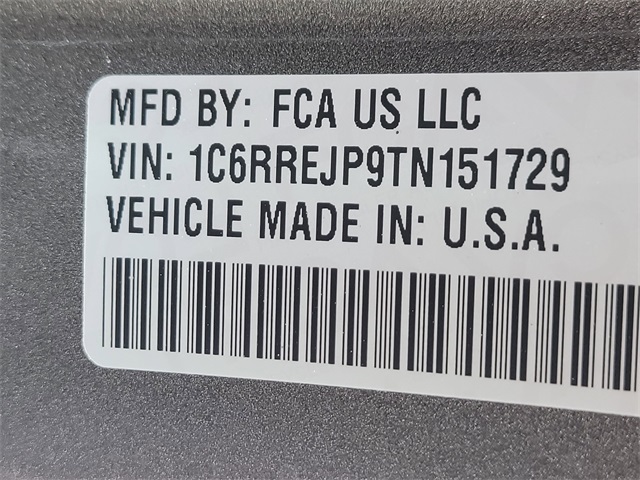 MFD BY: FCA US LLC
VIN: 1C6RREJP9TN151729
VEHICLE MADE IN: U.S.A.